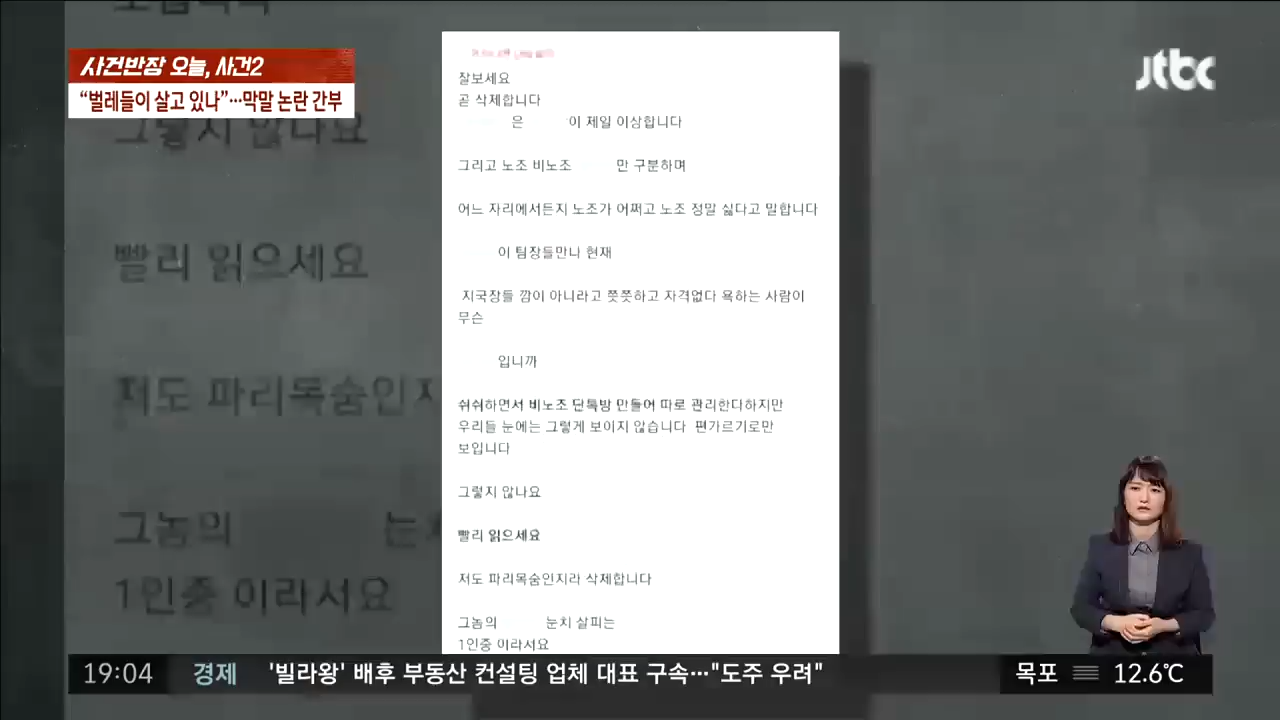 사건반장 오늘, 사건2
“벌레들이 살고 있나”…막말 논란 간부
jtbc
잘보세요
곧 삭제합니다
은 이 제일 이상합니다
그리고 노조 비노조 만 구분하며
어느 자리에서든지 노조가 어쩌고 노조 정말 싫다고 말합니다
이 팀장들만나 현재
지국장들 깜이 아니라고 쯧쯧하고 자격없다 욕하는 사람이
무슨
입니까
쉬쉬하면서 비노조 단톡방 만들어 따로 관리한다하지만
우리들 눈에는 그렇게 보이지 않습니다 편가르기로만
보입니다
그렇지 않나요
빨리 읽으세요
저도 파리목숨인지라 삭제합니다
그놈의 눈치 살피는
1인중 이라서요
그렇지 않나요
빨리 읽으세요
저도 파리목숨인지
그놈의 눈치
1인중 이라서요
19:04 경제 '빌라왕' 배후 부동산 컨설팅 업체 대표 구속…"도주 우려" 목포 12.6℃